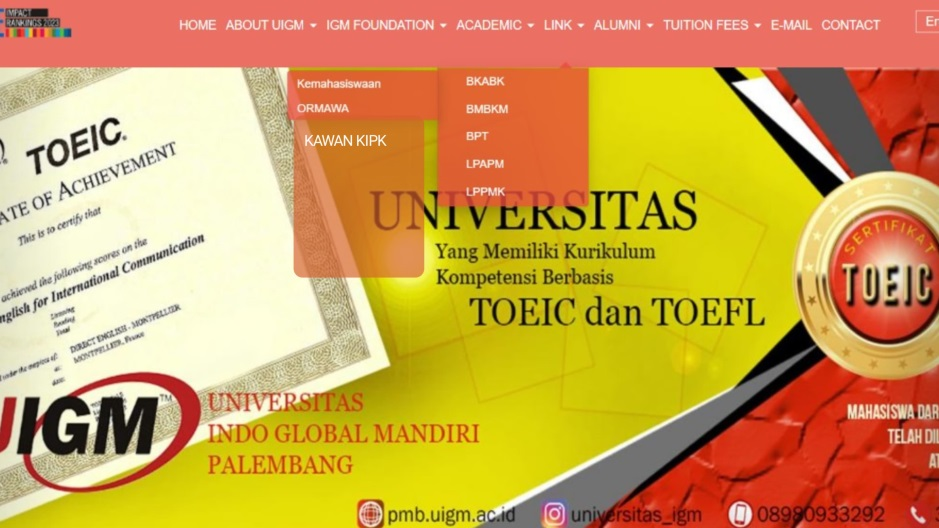 IMPACT
RANKINGS 2023
HOME ABOUT UIGM IGM FOUNDATION ACADEMIC LINK ALUMNI TUITION FEES E-MAIL CONTACT En
Kemahasiswaan
ORMAWA
KAWAN KIPK
BKABK
BMBKM
BPT
LPAPM
LPPMK
TOEIC®
ATE OF ACHIEVEMENT
This is to certify that
achieved the following scores on the
nglish for International Communication
Listening
Reading
Total
DIRECT ENGLISH - MONTPELLIER
MONTPELLIER, France
UNIVERSITAS
Yang Memiliki Kurikulum
Kompetensi Berbasis
TOEIC dan TOEFL
SERTIFIKAT
TOEIC
UIGM™
UNIVERSITAS
INDO GLOBAL MANDIRI
PALEMBANG
MAHASISWA DAR
TELAH DII
AT
pmb.uigm.ac.id universitas_igm 08980933292